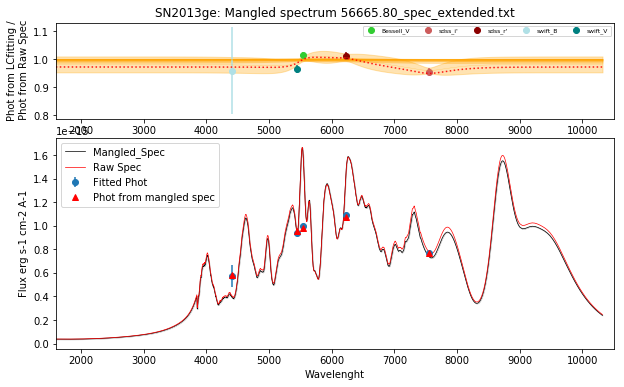 SN2013ge: Mangled spectrum 56665.80_spec_extended.txt
Phot from LCfitting /
Phot from Raw Spec
1.1
1.0
0.9
0.8
Bessell_V
sdss_i'
sdss_r'
swift_B
swift_V
2000
3000
4000
5000
6000
7000
8000
9000
10000
Flux erg s-1 cm-2 A-1
1.6
1.4
1.2
1.0
0.8
0.6
0.4
0.2
0.0
Mangled_Spec
Raw Spec
Fitted Phot
Phot from mangled spec
2000
3000
4000
5000
6000
7000
8000
9000
10000
Wavelenght